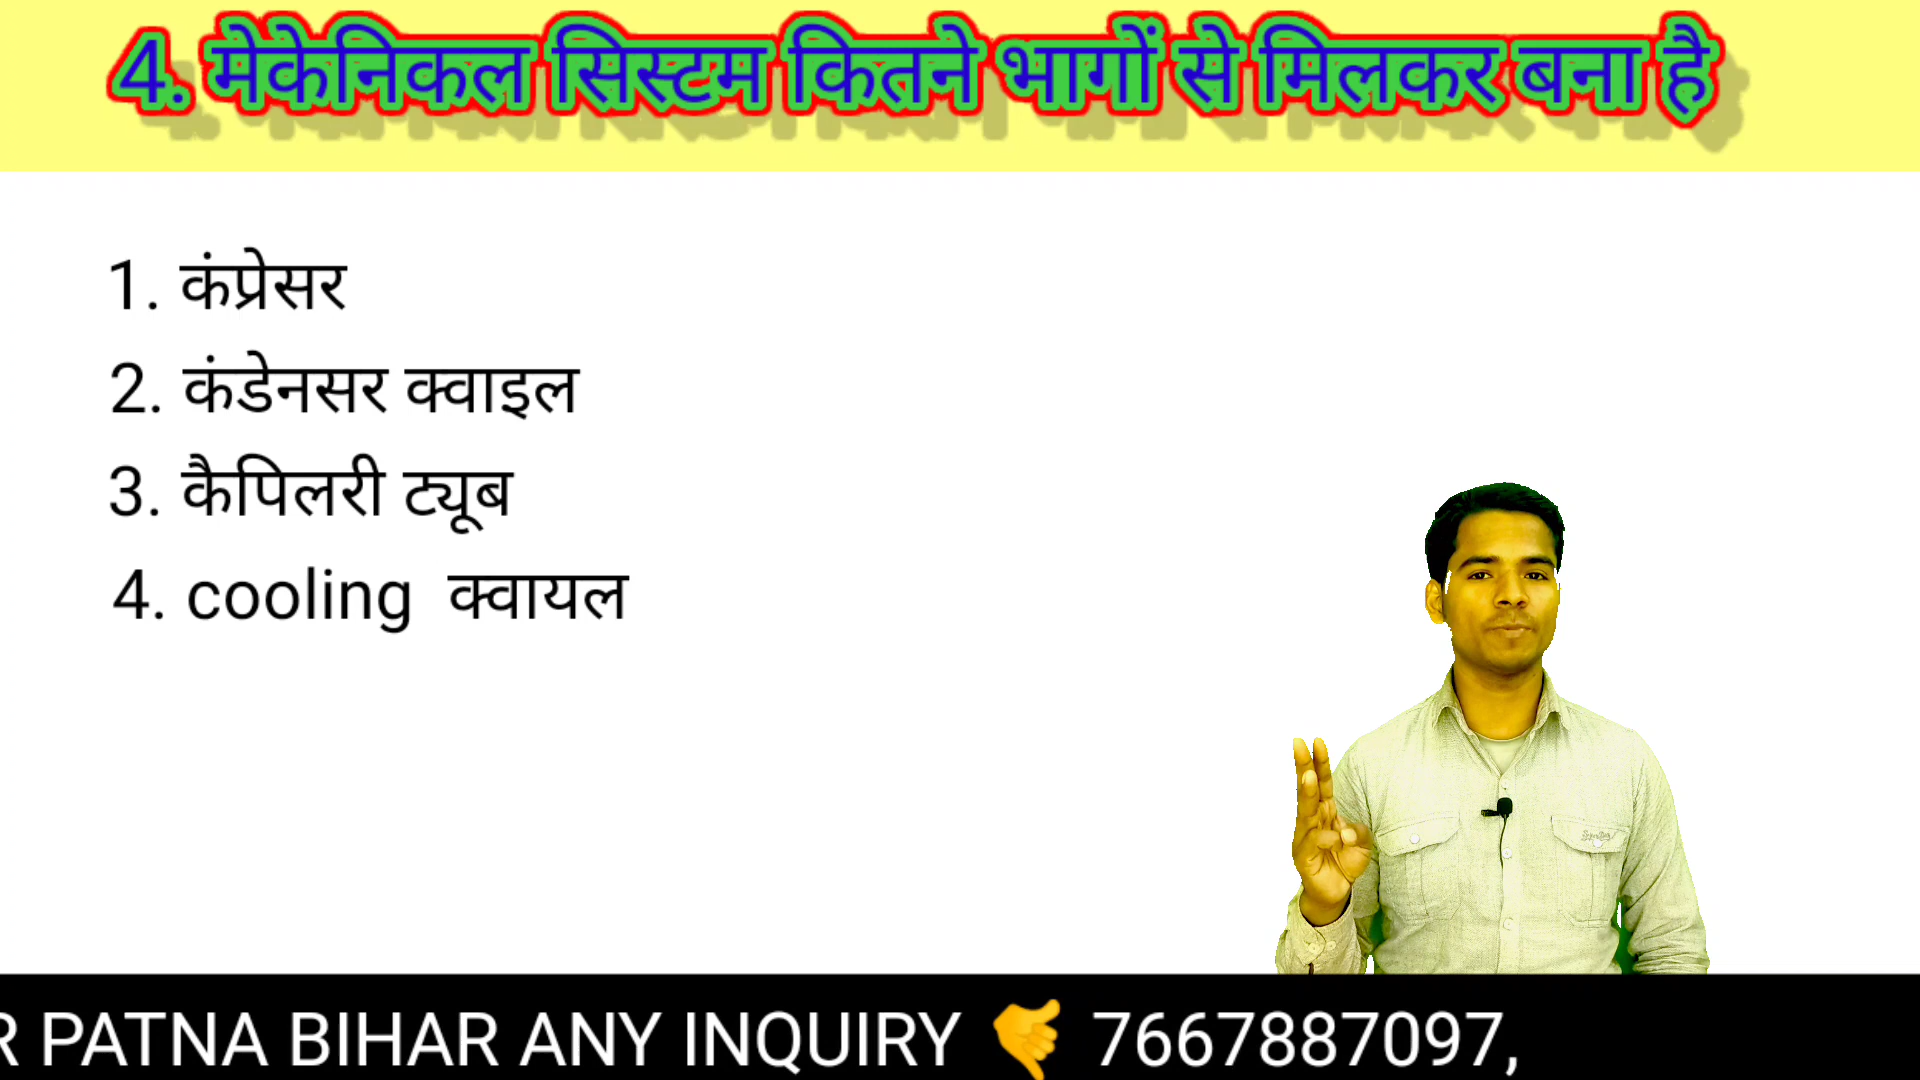 4. मेकेनिकल सिस्टम कितने भागों से मिलकर बना है
1. कंप्रेसर
2. कंडेनसर क्वाइल
3. कैपिलरी ट्यूब
4. cooling क्वायल
R PATNA BIHAR ANY INQUIRY 🤙 7667887097,